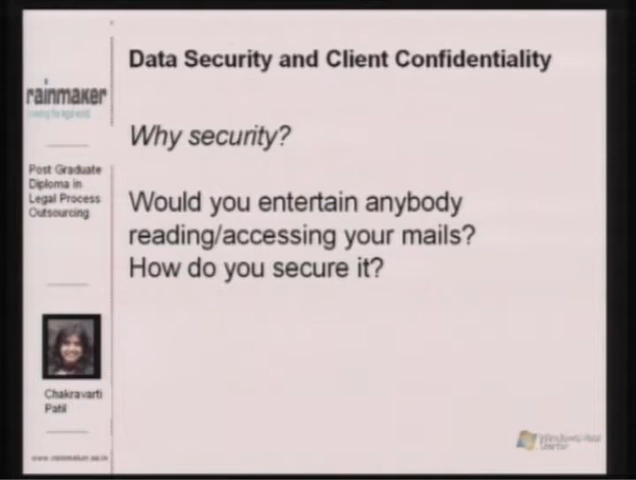 Data Security and Client Confidentiality
rainmaker
Why security?
Post Graduate
Diploma in
Legal Process
Outsourcing
Would you entertain anybody
reading/accessing your mails?
How do you secure it?
Chakravarti
Patil